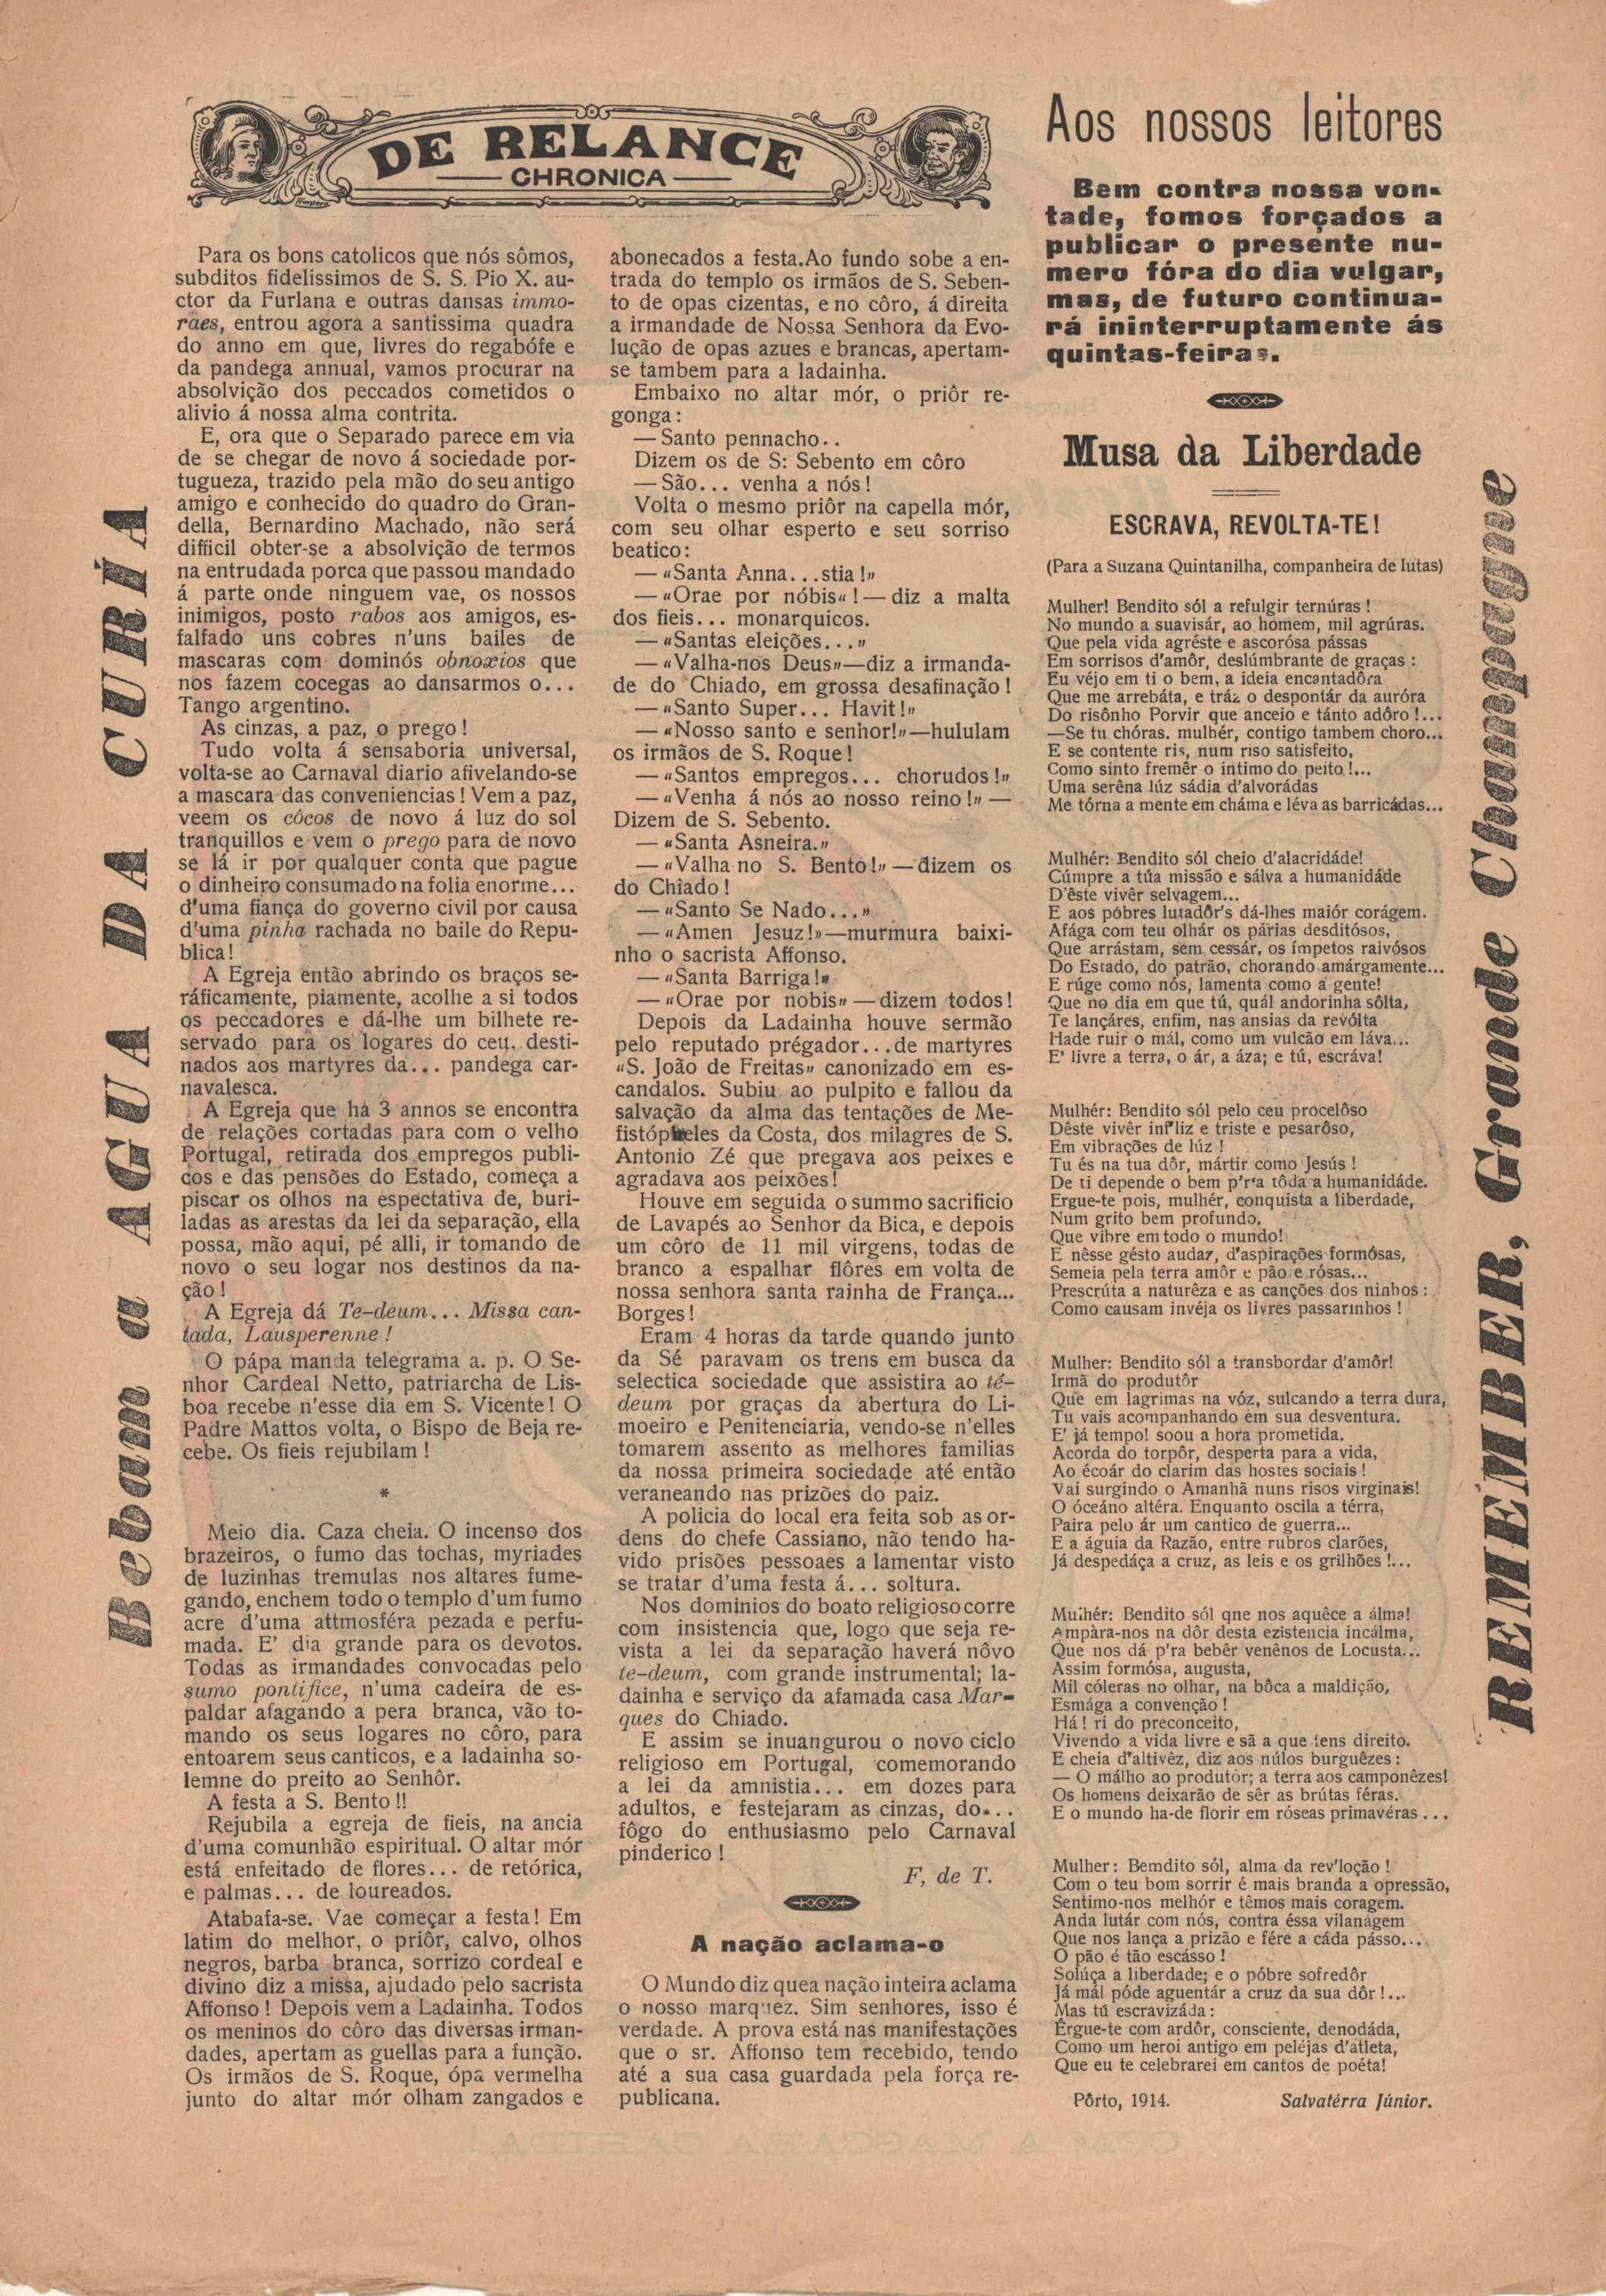 DE RELANCE
CHRONICA
Para os bons catolicos que nós sômos,
subditos fidelissimos de S. S. Pio X. au-
ctor da Furlana e outras dansas immo-
raes, entrou agora a santissima quadra
do anno em que, livres do regabófe e
da pandega annual, vamos procurar na
absolvição dos peccados cometidos o
alivio á nossa alma contrita.
E, ora que o Separado parece em via
de se chegar de novo á sociedade por-
tugueza, trazido pela mão do seu antigo
amigo e conhecido do quadro do Gran-
della, Bernardino Machado, não será
difficil obter-se a absolvição de termos
na entrudada porca que passou mandado
á parte onde ninguem vae, os nossos
inimigos, posto rabos aos amigos, es-
falfado uns cobres n'uns bailes de
mascaras com dominós obnoxios que
nos fazem cocegas ao dansarmos o...
Tango argentino.
As cinzas, a paz, o prego!
Tudo volta á sensaboria universal,
volta-se ao Carnaval diario afivelando-se
a mascara das conveniencias! Vem a paz,
veem os côcos de novo á luz do sol
tranquillos e vem o prego para de novo
se lá ir por qualquer conta que pague
o dinheiro consumado na folia enorme...
d'uma fiança do governo civil por causa
d'uma pinha rachada no baile do Repu-
blica!
A Egreja então abrindo os braços se-
ráficamente, piamente, acolhe a si todos
os peccadores e dá-lhe um bilhete re-
servado para os logares do ceu, desti-
nados aos martyres da... pandega car-
navalesca.
A Egreja que há 3 annos se encontra
de relações cortadas para com o velho
Portugal, retirada dos empregos publi-
cos e das pensões do Estado, começa a
piscar os olhos na espectativa de, buri-
ladas as arestas da lei da separação, ella
possa, mão aqui, pé alli, ir tomando de
novo o seu logar nos destinos da na-
ção!
A Egreja dá Te-deum... Missa can-
tada, Lausperenne!
O pápa manda telegrama a. p. O Se-
nhor Cardeal Netto, patriarcha de Lis-
boa recebe n'esse dia em S. Vicente! O
Padre Mattos volta, o Bispo de Beja re-
cebe. Os fieis rejubilam!
*
Meio dia. Caza cheia. O incenso dos
brazeiros, o fumo das tochas, myriades
de luzinhas tremulas nos altares fume-
gando, enchem todo o templo d'um fumo
acre d'uma attmosféra pezada e perfu-
mada. E' dia grande para os devotos.
Todas as irmandades convocadas pelo
sumo pontifice, n'uma cadeira de es-
paldar afagando a pera branca, vão to-
mando os seus logares no côro, para
entoarem seus canticos, e a ladainha so-
lemne do preito ao Senhôr.
A festa a S. Bento!!
Rejubila a egreja de fieis, na ancia
d'uma comunhão espiritual. O altar mór
está enfeitado de flores... de retórica,
e palmas... de loureados.
Atabafa-se. Vae começar a festa! Em
latim do melhor, o priôr, calvo, olhos
negros, barba branca, sorrizo cordeal e
divino diz a missa, ajudado pelo sacrista
Affonso! Depois vem a Ladainha. Todos
os meninos do côro das diversas irman-
dades, apertam as guellas para a função.
Os irmãos de S. Roque, ópa vermelha
junto do altar mór olham zangados e
abonecados a festa. Ao fundo sobe a en-
trada do templo os irmãos de S. Seben-
to de opas cizentas, e no côro, á direita
a irmandade de Nossa Senhora da Evo-
lução de opas azues e brancas, apertam-
se tambem para a ladainha.
Embaixo no altar mór, o priôr re-
gonga:
—Santo pennacho..
Dizem os de S: Sebento em côro
—São... venha a nós!
Volta o mesmo priôr na capella mór,
com seu olhar esperto e seu sorriso
beatico:
—«Santa Anna...stia!»
—«Orae por nóbis«!—diz a malta
dos fieis... monarquicos.
—«Santas eleições...»
—«Valha-nos Deus»—diz a irmanda-
de do Chiado, em grossa desafinação!
—«Santo Super... Havit!»
—«Nosso santo e senhor!»—hululam
os irmãos de S. Roque!
—«Santos empregos... chorudos!»
—«Venha á nós ao nosso reino!»—
Dizem de S. Sebento.
—«Santa Asneira.»
—«Valha no S. Bento!»—dizem os
do Chiado!
—«Santo Se Nado...»
—«Amen Jesuz!»—murmura baixi-
nho o sacrista Affonso.
—«Santa Barriga!»
—«Orae por nobis»—dizem todos!
Depois da Ladainha houve sermão
pelo reputado prégador...de martyres
«S. João de Freitas» canonizado em es-
candalos. Subiu ao pulpito e fallou da
salvação da alma das tentações de Me-
fistópheles da Costa, dos milagres de S.
Antonio Zé que pregava aos peixes e
agradava aos peixões!
Houve em seguida o summo sacrificio
de Lavapés ao Senhor da Bica, e depois
um côro de 11 mil virgens, todas de
branco a espalhar flôres em volta de
nossa senhora santa rainha de França...
Borges!
Eram 4 horas da tarde quando junto
da Sé paravam os trens em busca da
selectica sociedade que assistira ao té-
deum por graças da abertura do Li-
moeiro e Penitenciaria, vendo-se n'elles
tomarem assento as melhores familias
da nossa primeira sociedade até então
veraneando nas prizões do paiz.
A policia do local era feita sob as or-
dens do chefe Cassiano, não tendo ha-
vido prisões pessoaes a lamentar visto
se tratar d'uma festa á... soltura.
Nos dominios do boato religioso corre
com insistencia que, logo que seja re-
vista a lei da separação haverá nôvo
te-deum, com grande instrumental; la-
dainha e serviço da afamada casa Mar-
ques do Chiado.
E assim se inuangurou o novo ciclo
religioso em Portugal, comemorando
a lei da amnistia... em dozes para
adultos, e festejaram as cinzas, do...
fôgo do enthusiasmo pelo Carnaval
pinderico!
F, de T.
A nação aclama-o
O Mundo diz quea nação inteira aclama
o nosso marquez. Sim senhores, isso é
verdade. A prova está nas manifestações
que o sr. Affonso tem recebido, tendo
até a sua casa guardada pela força re-
publicana.
Aos nossos leitores
Bem contra nossa von-
tade, fomos forçados a
publicar o presente nu-
mero fóra do dia vulgar,
mas, de futuro continua-
rá ininterruptamente ás
quintas-feiras.
Musa da Liberdade
ESCRAVA, REVOLTA-TE!
(Para a Suzana Quintanilha, companheira de lutas)
Mulher! Bendito sól a refulgir ternúras!
No mundo a suavisár, ao homem, mil agrúras.
Que pela vida agréste e ascorósa pássas
Em sorrisos d'amôr, deslúmbrante de graças:
Eu véjo em ti o bem, a ideia encantadôra
Que me arrebáta, e tráz o despontár da auróra
Do risônho Porvir que anceio e tánto adóro!...
—Se tu chóras. mulhér, contigo tambem choro...
E se contente ris, num riso satisfeito,
Como sinto fremêr o intimo do peito!...
Uma serêna lúz sádia d'alvorádas
Me tórna a mente em cháma e léva as barricádas...
Mulhér: Bendito sól cheio d'alacridáde!
Cúmpre a túa missão e sálva a humanidáde
D'êste vivêr selvagem...
E aos póbres lutadôr's dá-lhes maiór corágem.
Afága com teu olhár os párias desditósos,
Que arrástam, sem cessár, os ímpetos raivósos
Do Estado, do patrão, chorando amárgamente...
E rúge como nós, lamenta como a gente!
Que no dia em que tú, quál andorinha sôlta,
Te lançáres, enfim, nas ansias da revólta
Hade ruir o mál, como um vulcão em láva...
E' livre a terra, o ár, a áza; e tú, escráva!
Mulhér: Bendito sól pelo ceu procelôso
Dêste vivêr infliz e triste e pesarôso,
Em vibrações de lúz!
Tu és na tua dôr, mártir como Jesús!
De ti depende o bem p'r'a tôda a humanidáde.
Ergue-te pois, mulhér, conquista a liberdade,
Num grito bem profundo,
Que vibre em todo o mundo!
E nêsse gésto audaz, d'aspirações formósas,
Semeia pela terra amôr e pão e rósas...
Prescrúta a naturêza e as canções dos ninhos:
Como causam invéja os livres passarinhos!
Mulher: Bendito sól a transbordar d'amôr!
Irmã do produtôr
Que em lagrimas na vóz, sulcando a terra dura,
Tu vais acompanhando em sua desventura.
E' já tempo! soou a hora prometida.
Acorda do torpôr, desperta para a vida,
Ao écoár do clarim das hostes sociais!
Vai surgindo o Amanhã nuns risos virginais!
O óceáno altéra. Enquanto oscila a térra,
Paira pelo ár um cantico de guerra...
E a águia da Razão, entre rubros clarões,
Já despedáça a cruz, as leis e os grilhões!...
Mulhér: Bendito sól qne nos aquêce a álma!
Ampàra-nos na dôr desta ezistencia incálma,
Que nos dá p'ra bebêr venênos de Locusta...
Assim formósa, augusta,
Mil cóleras no olhar, na bôca a maldição,
Esmága a convenção!
Há! ri do preconceito,
Vivendo a vida livre e sã a que tens direito.
E cheia d'altivêz, diz aos núlos burguêzes:
— O málho ao produtòr; a terra aos camponêzes!
Os homens deixarão de sêr as brútas féras.
E o mundo ha-de florir em róseas primavéras...
Mulher: Bemdito sól, alma da rev'loção!
Com o teu bom sorrir é mais branda a opressão,
Sentimo-nos melhór e têmos mais coragem.
Anda lutár com nós, contra éssa vilanágem
Que nos lança a prizão e fére a cáda pásso...
O pão é tão escásso!
Solúça a liberdade; e o póbre sofredôr
Já mál póde aguentár a cruz da sua dôr!...
Mas tú escravizáda:
Êrgue-te com ardôr, consciente, denodáda,
Como um heroi antigo em peléjas d'átleta,
Que eu te celebrarei em cantos de poéta!
Pôrto, 1914.
Salvatérra Júnior.
Bebam a AGUA DA CURÍA
REMEMBER, Grande Champagne